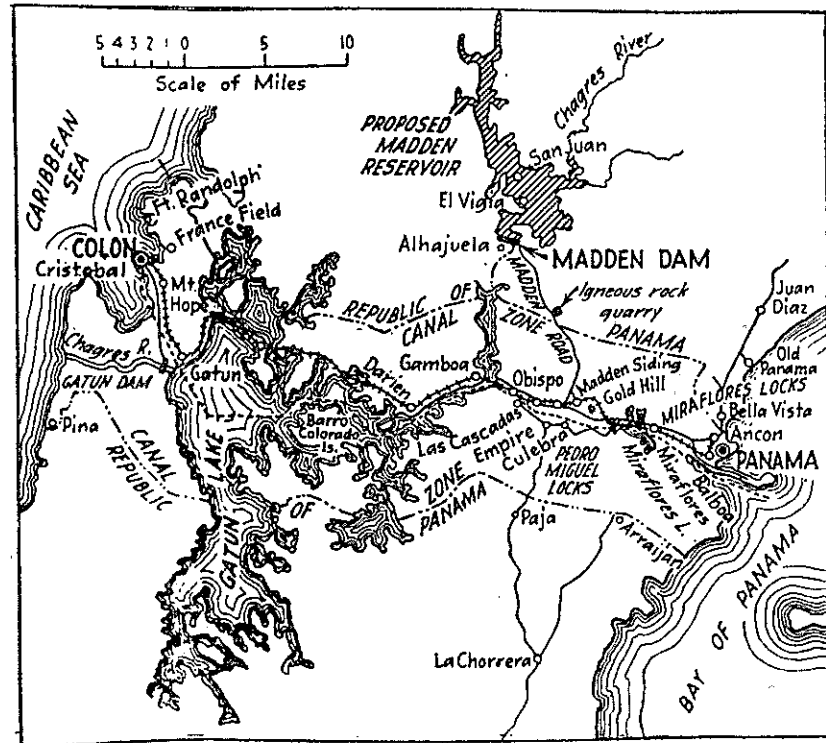 5 4 3 2 1 0 5 10
Scale of Miles
CARIBBEAN
SEA
PROPOSED
MADDEN
RESERVOIR
Chagres River
San Juan
El Vigia
Ft. Randolph
France Field
COLON
Cristobal
Mt.
Hope
Alhajuela
MADDEN DAM
MADDEN
ROAD
Igneous rock
quarry
REPUBLIC OF PANAMA
CANAL ZONE
Juan
Diaz
Old
Panama
Chagres R.
GATUN DAM
Gatun
Darien
Gamboa
Obispo
Madden Siding
Gold Hill
MIRAFLORES LOCKS
Bella Vista
Ancon
PANAMA
Pina
CANAL ZONE
REPUBLIC OF PANAMA
Barro
Colorado
Is.
Las Cascadas
Empire
Culebra
PEDRO
MIGUEL
LOCKS
Miraflores L.
Miraflores
Balboa
GATUN LAKE
Paja
Arraijan
La Chorrera
BAY OF PANAMA